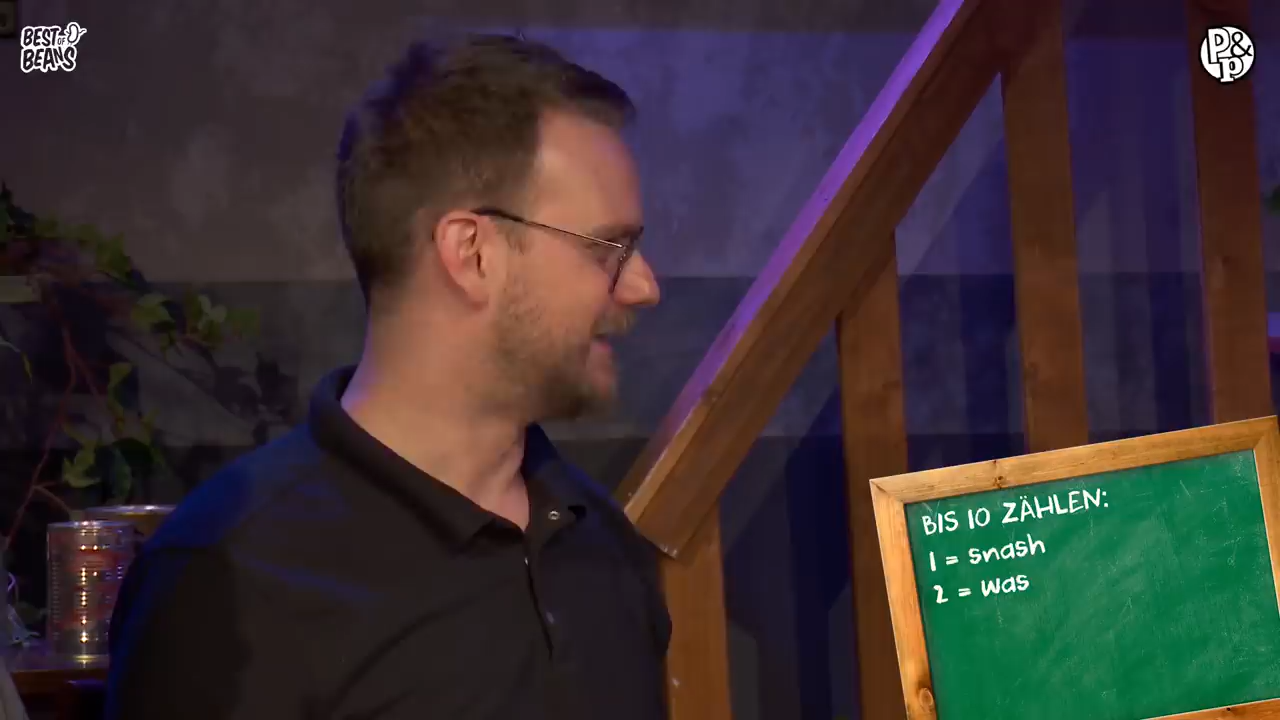 BEST OF
BEANS
P&P
BIS 10 ZÄHLEN:
1 = snash
2 = was